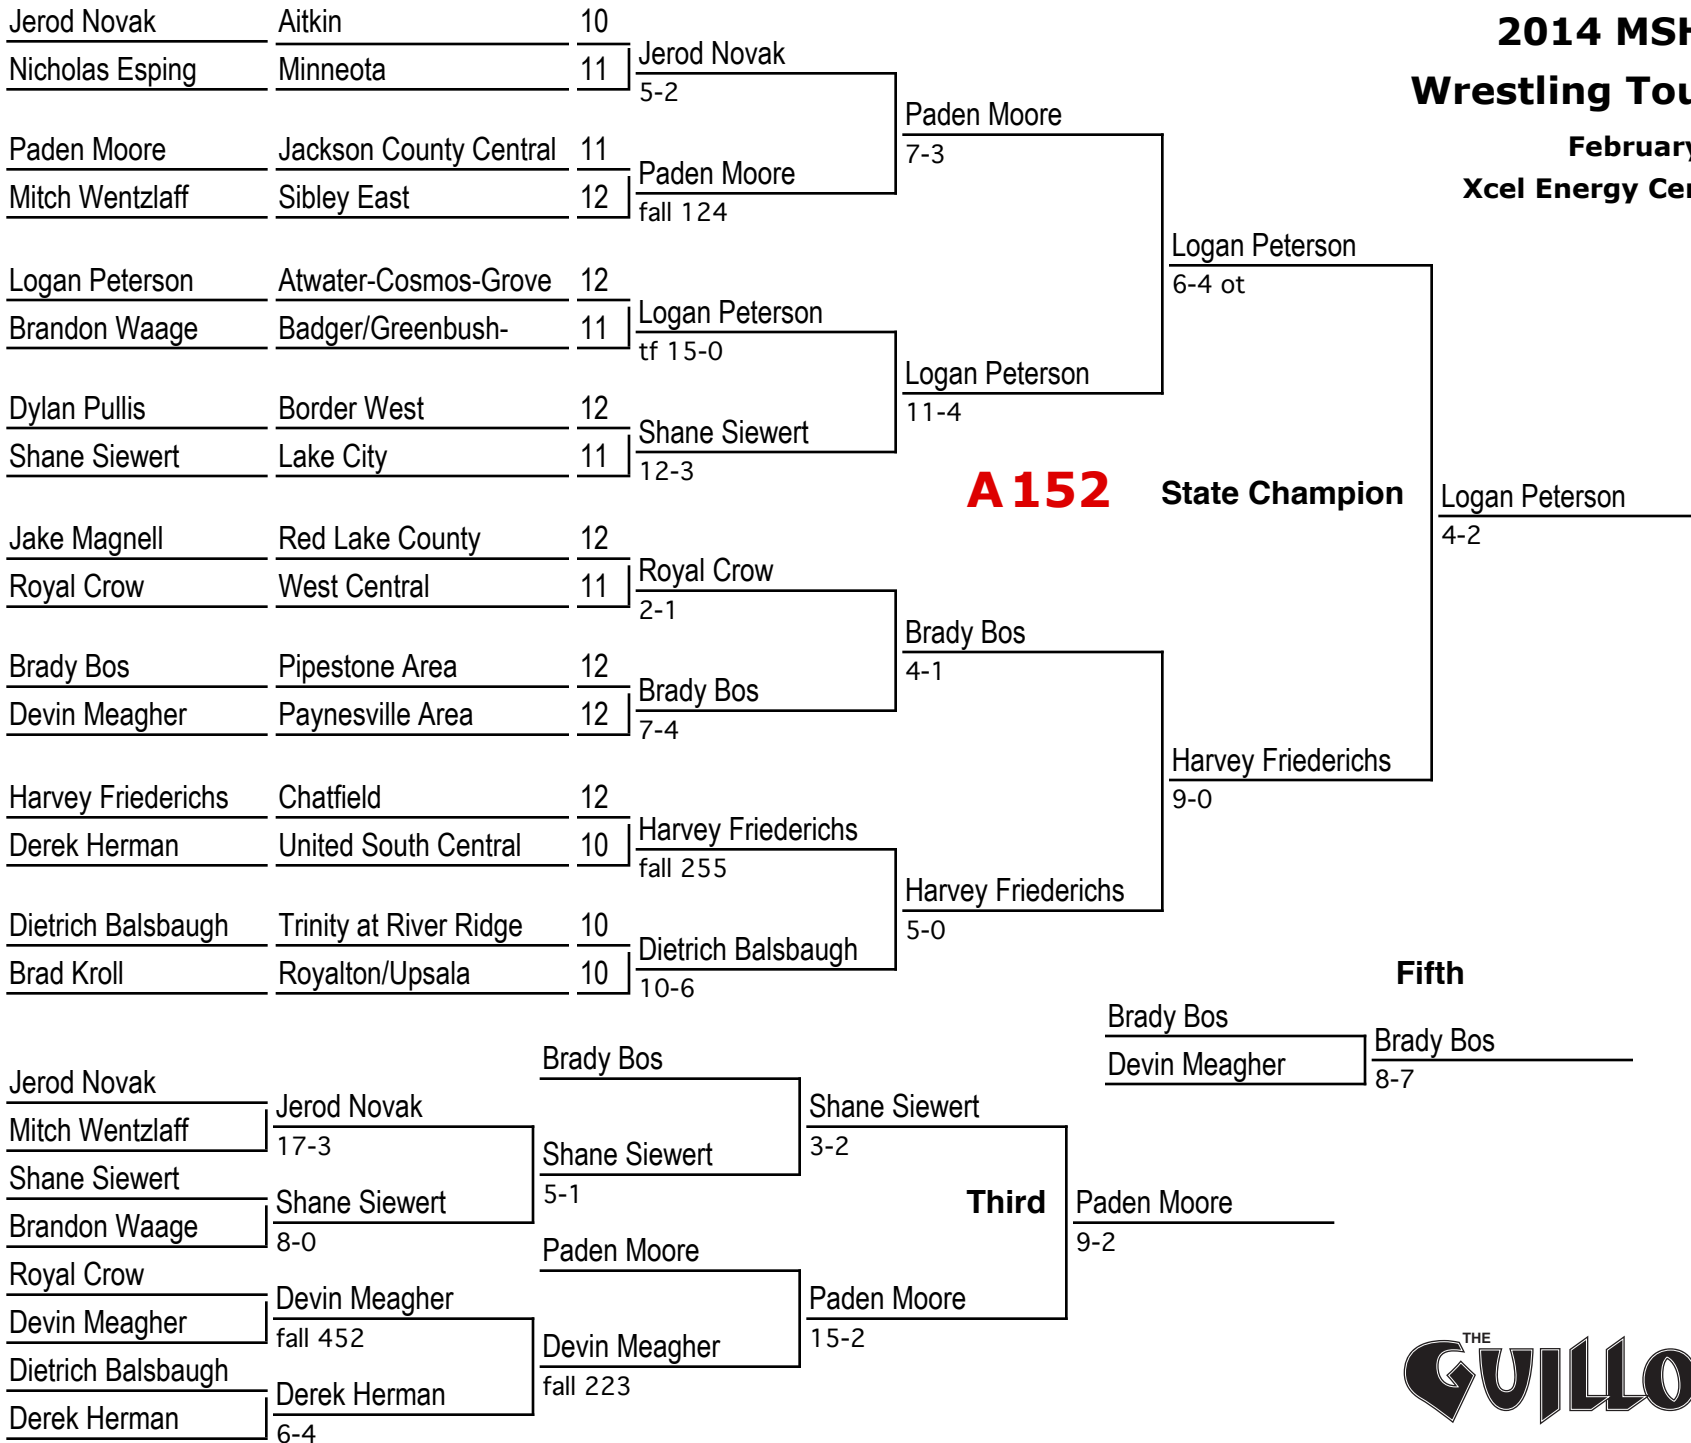 Jerod Novak Aitkin 10
Nicholas Esping Minneota 11
Jerod Novak
5-2
Paden Moore Jackson County Central 11
Mitch Wentzlaff Sibley East 12
Paden Moore
fall 124
Paden Moore
7-3
Logan Peterson Atwater-Cosmos-Grove 12
Brandon Waage Badger/Greenbush- 11
Logan Peterson
tf 15-0
Dylan Pullis Border West 12
Shane Siewert Lake City 11
Shane Siewert
12-3
Logan Peterson
11-4
Logan Peterson
6-4 ot
Jake Magnell Red Lake County 12
Royal Crow West Central 11
Royal Crow
2-1
Brady Bos Pipestone Area 12
Devin Meagher Paynesville Area 12
Brady Bos
7-4
Brady Bos
4-1
Harvey Friederichs Chatfield 12
Derek Herman United South Central 10
Harvey Friederichs
fall 255
Dietrich Balsbaugh Trinity at River Ridge 10
Brad Kroll Royalton/Upsala 10
Dietrich Balsbaugh
10-6
Harvey Friederichs
5-0
Harvey Friederichs
9-0
2014 MSH
Wrestling Tou
February
Xcel Energy Cen
A 152 State Champion
Logan Peterson
4-2
Fifth
Brady Bos
Devin Meagher
Brady Bos
8-7
Jerod Novak
Mitch Wentzlaff
Jerod Novak
17-3
Shane Siewert
Brandon Waage
Shane Siewert
8-0
Royal Crow
Devin Meagher
Devin Meagher
fall 452
Dietrich Balsbaugh
Derek Herman
Derek Herman
6-4
Brady Bos
Shane Siewert
5-1
Shane Siewert
3-2
Paden Moore
Devin Meagher
fall 223
Paden Moore
15-2
Third
Paden Moore
9-2
THE
GUILLO